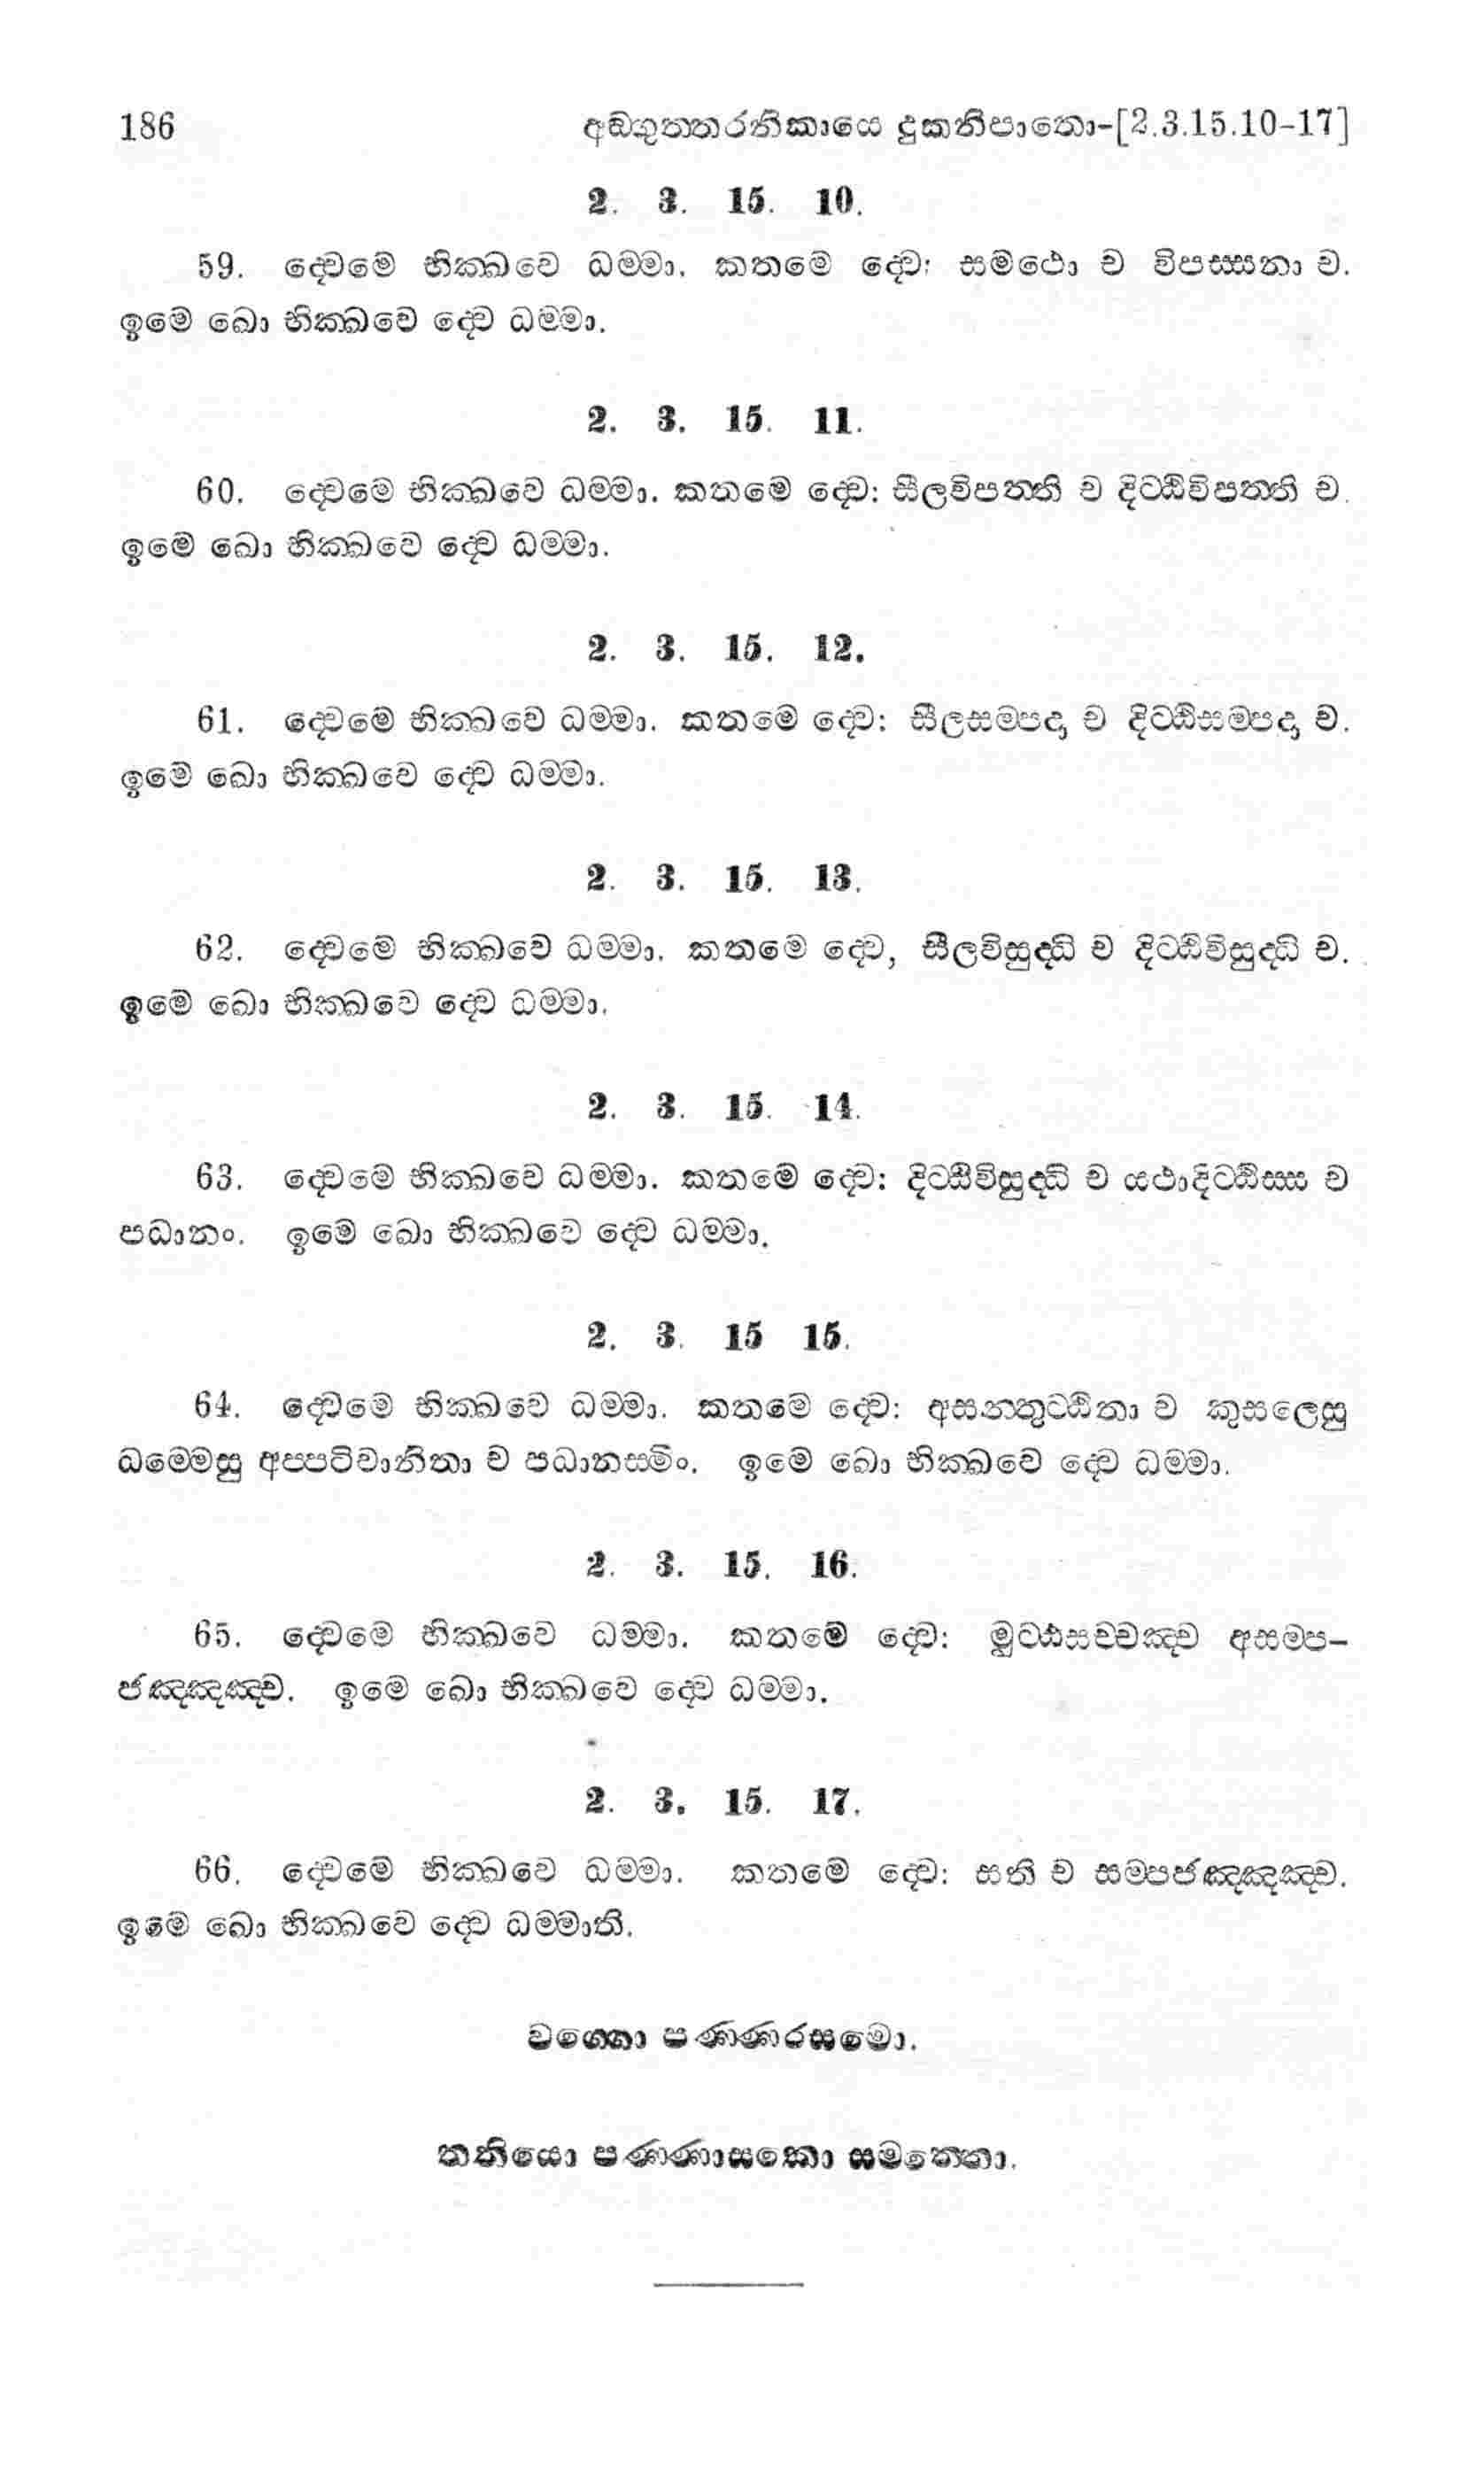 186 අඞ්ගුත්තරනිකායෙ දුකනිපාතො-[2.3.15.10-17]
2. 3. 15. 10.
59. ද්වෙමෙ භික්ඛවෙ ධම්මා. කතමෙ ද්වෙ: සමථො ච විපස්සනා ච.
ඉමෙ ඛො භික්ඛවෙ ද්වෙ ධම්මා.
2. 3. 15. 11.
60. ද්වෙමෙ භික්ඛවෙ ධම්මා. කතමෙ ද්වෙ: සීලවිපත්ති ච දිට්ඨිවිපත්ති ච.
ඉමෙ ඛො භික්ඛවෙ ද්වෙ ධම්මා.
2. 3. 15. 12.
61. ද්වෙමෙ භික්ඛවෙ ධම්මා. කතමෙ ද්වෙ: සීලසම්පදා ච දිට්ඨිසම්පදා ච.
ඉමෙ ඛො භික්ඛවෙ ද්වෙ ධම්මා.
2. 3. 15. 13.
62. ද්වෙමෙ භික්ඛවෙ ධම්මා. කතමෙ ද්වෙ, සීලවිසුද්ධි ච දිට්ඨිවිසුද්ධි ච.
ඉමෙ ඛො භික්ඛවෙ ද්වෙ ධම්මා.
2. 3. 15. 14.
63. ද්වෙමෙ භික්ඛවෙ ධම්මා. කතමෙ ද්වෙ: දිට්ඨිවිසුද්ධි ච යථාදිට්ඨිස්ස ච
පධානං. ඉමෙ ඛො භික්ඛවෙ ද්වෙ ධම්මා.
2. 3. 15 15.
64. ද්වෙමෙ භික්ඛවෙ ධම්මා. කතමෙ ද්වෙ: අසන්තුට්ඨිතා ච කුසලෙසු
ධම්මෙසු අප්පටිවානිතා ච පධානස්මිං. ඉමෙ ඛො භික්ඛවෙ ද්වෙ ධම්මා.
2. 3. 15. 16.
65. ද්වෙමෙ භික්ඛවෙ ධම්මා. කතමෙ ද්වෙ: මුට්ඨසච්චඤ්ච අසම්ප-
ජඤ්ඤඤ්ච. ඉමෙ ඛො භික්ඛවෙ ද්වෙ ධම්මා.
2. 3. 15. 17.
66. ද්වෙමෙ භික්ඛවෙ ධම්මා. කතමෙ ද්වෙ: සති ච සම්පජඤ්ඤඤ්ච.
ඉමෙ ඛො භික්ඛවෙ ද්වෙ ධම්මාති.
වග්ගො පණ්ණරසමො.
තතියො පණ්ණාසකො සමත්තො.